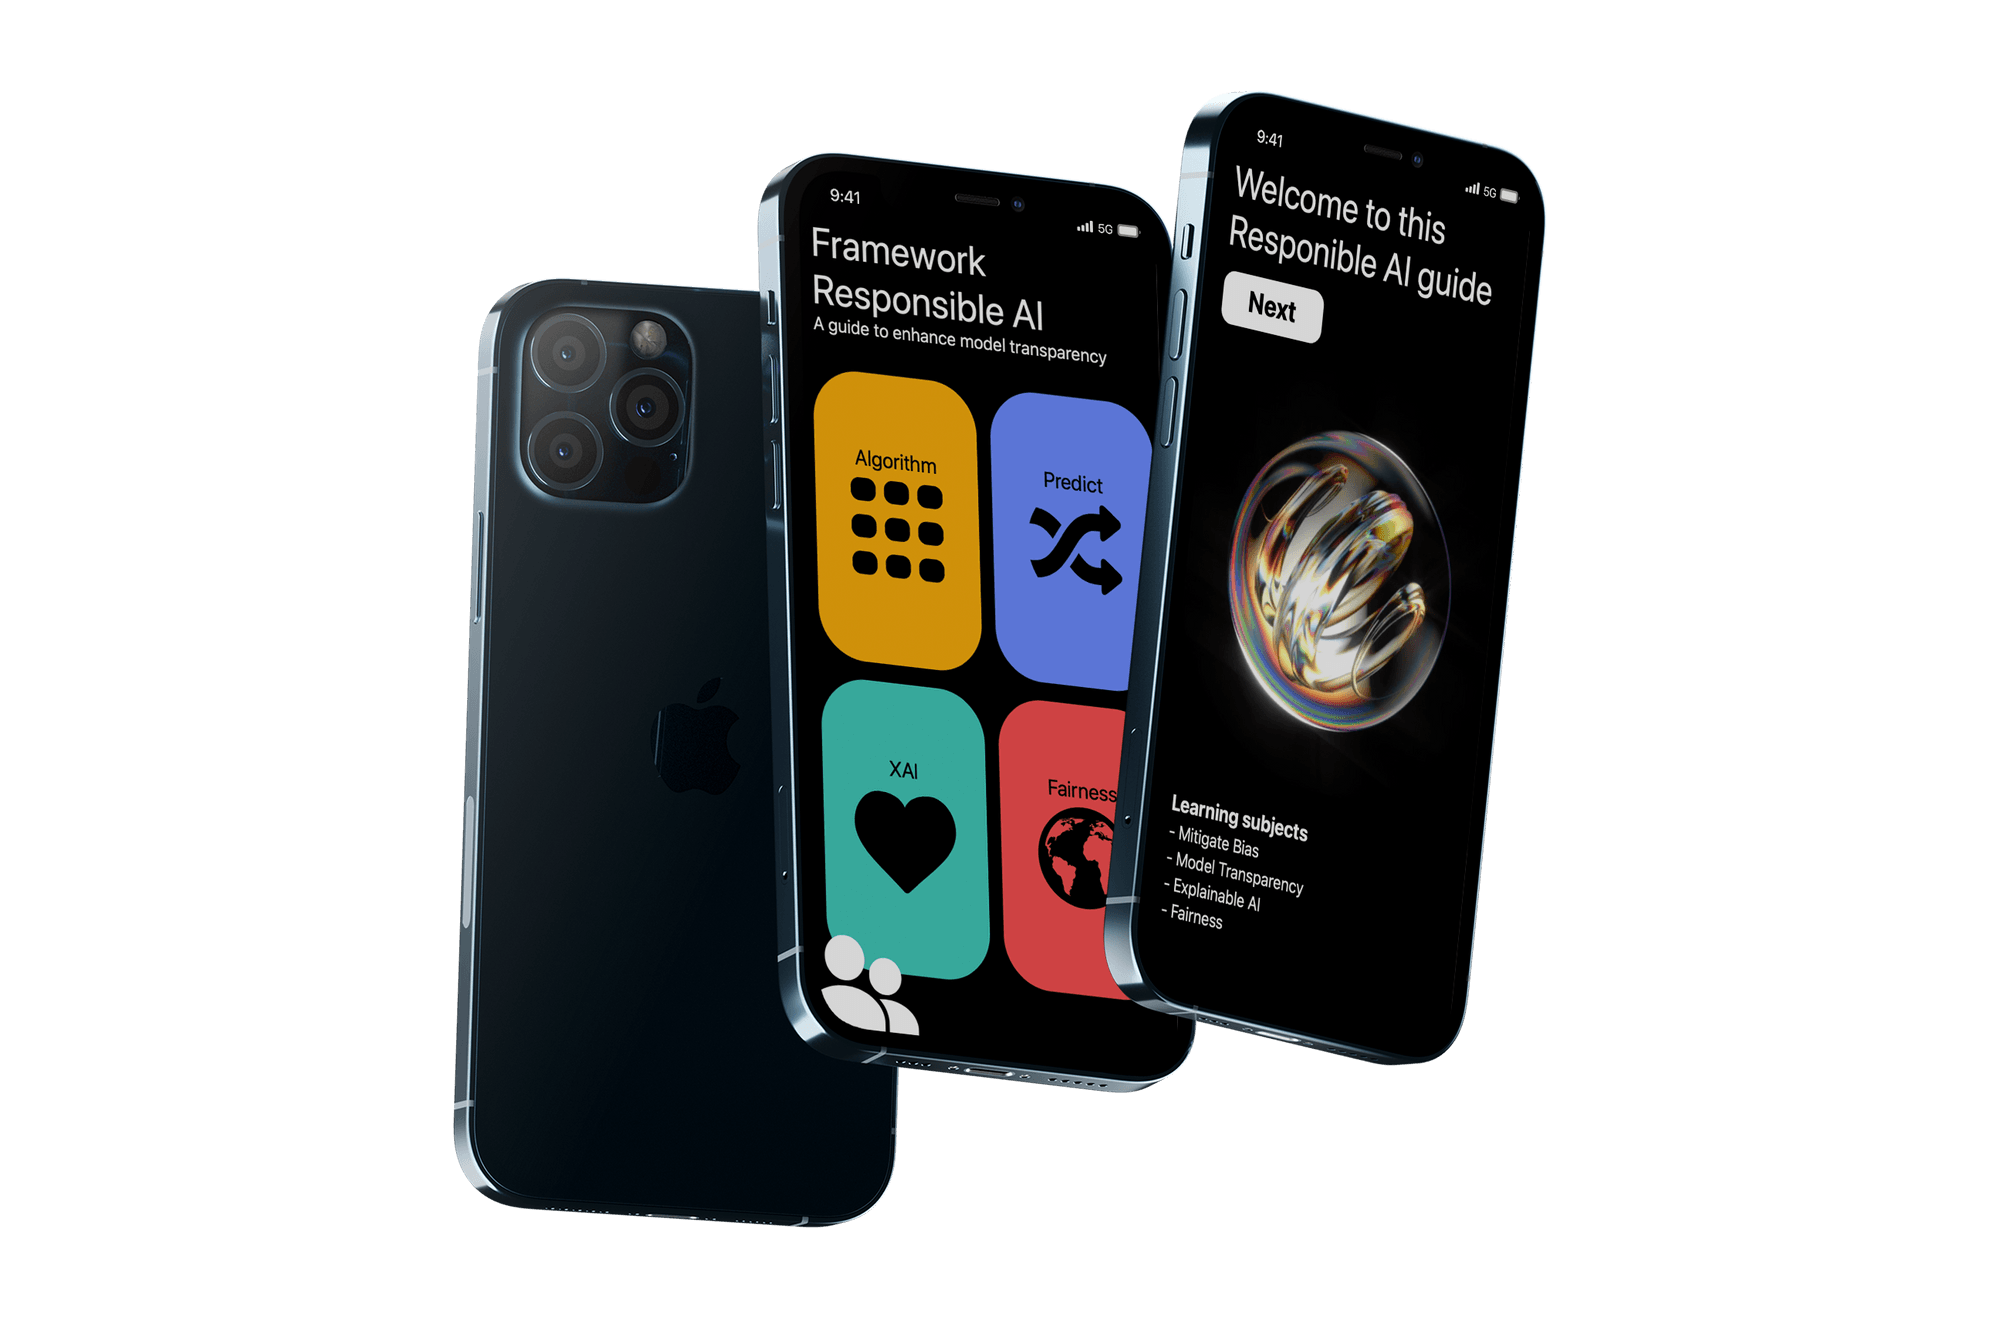 9:41
5G
Framework
Responsible AI
A guide to enhance model transparency
Algorithm
Predict
XAI
Fairness
9:41
5G
Welcome to this
Responible AI guide
Next
Learning subjects
- Mitigate Bias
- Model Transparency
- Explainable AI
- Fairness